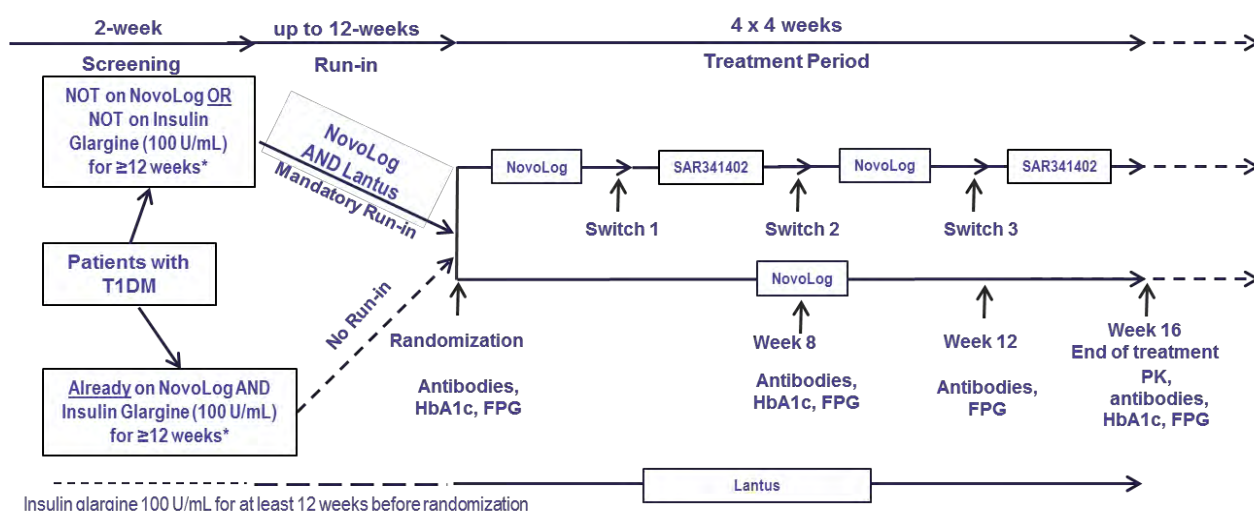 2-week
up to 12-weeks
4 x 4 weeks
Screening
Run-in
Treatment Period
NOT on NovoLog OR
NOT on Insulin
Glargine (100 U/mL)
for ≥12 weeks*
NovoLog
AND Lantus
Mandatory Run-in
NovoLog
SAR341402
NovoLog
SAR341402
Switch 1
Switch 2
Switch 3
Patients with
T1DM
No Run-in
NovoLog
Already on NovoLog AND
Insulin Glargine (100 U/mL)
for ≥12 weeks*
Randomization
Antibodies,
HbA1c, FPG
Week 8
Antibodies,
HbA1c, FPG
Week 12
Antibodies,
FPG
Week 16
End of treatment
PK,
antibodies,
HbA1c, FPG
Lantus
Insulin glargine 100 U/mL for at least 12 weeks before randomization